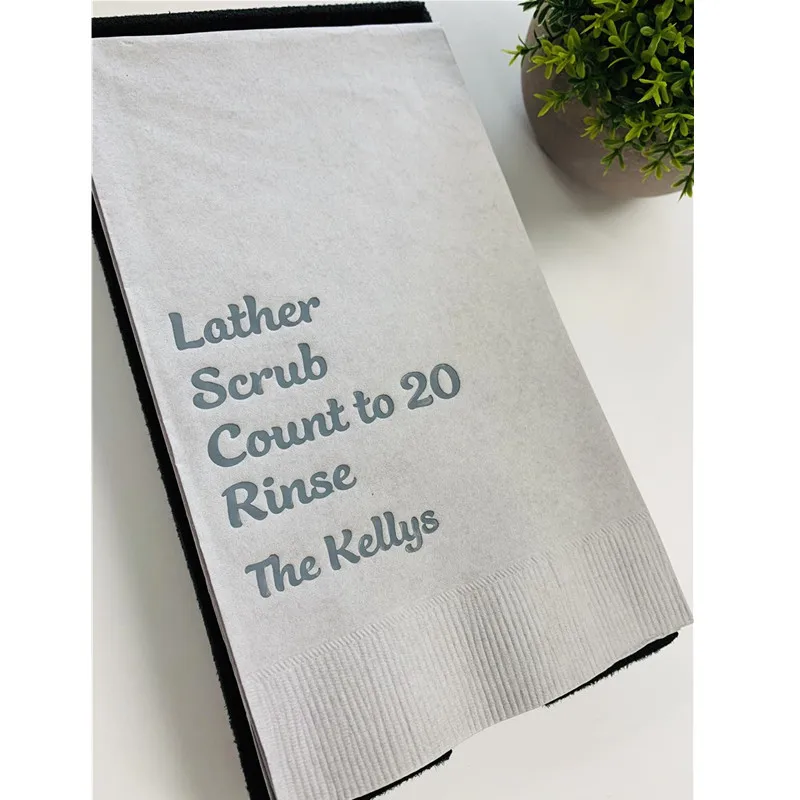 Lather
Scrub
Count to 20
Rinse
The Kellys